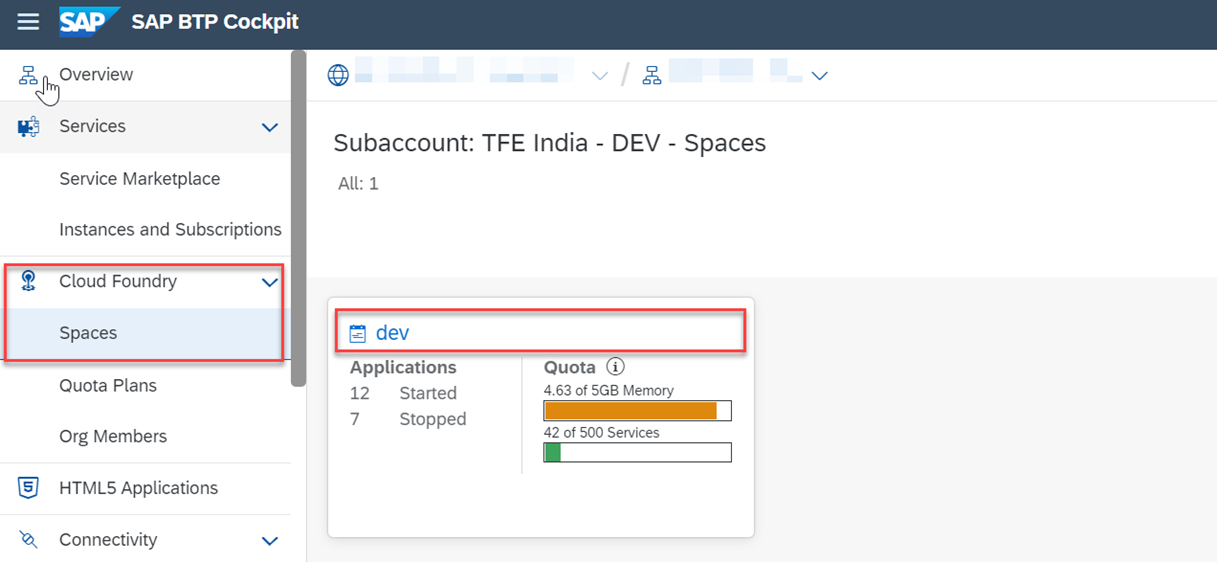 SAP SAP BTP Cockpit
Overview
Services
Service Marketplace
Instances and Subscriptions
Cloud Foundry
Spaces
Quota Plans
Org Members
5 HTML5 Applications
Connectivity
/
Subaccount: TFE India - DEV - Spaces
All: 1
dev
Applications
12 Started
7 Stopped
Quota i
4.63 of 5GB Memory
42 of 500 Services